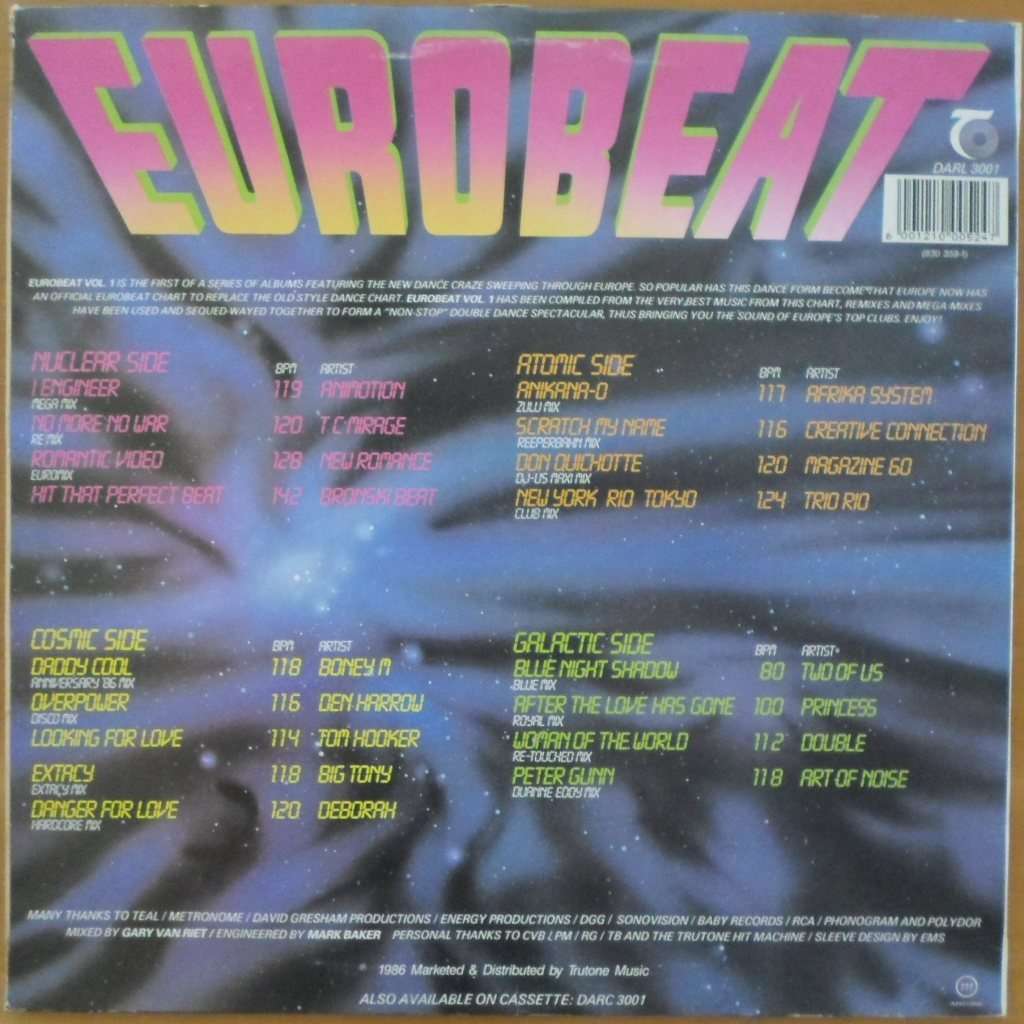 EUROBEAT
DARL 3001
6 001210 005247
(830 359-1)
EUROBEAT VOL. 1 IS THE FIRST OF A SERIES OF ALBUMS FEATURING THE NEW DANCE CRAZE SWEEPING THROUGH EUROPE. SO POPULAR HAS THIS DANCE FORM BECOME THAT EUROPE NOW HAS
AN OFFICIAL EUROBEAT CHART TO REPLACE THE OLD STYLE DANCE CHART. EUROBEAT VOL. 1 HAS BEEN COMPILED FROM THE VERY BEST MUSIC FROM THIS CHART, REMIXES AND MEGA-MIXES
HAVE BEEN USED AND SEQUED-WAYED TOGETHER TO FORM A "NON-STOP" DOUBLE DANCE SPECTACULAR, THUS BRINGING YOU THE SOUND OF EUROPE'S TOP CLUBS. ENJOY!
NUCLEAR SIDE BPM ARTIST
I ENGINEER 119 ANIMOTION
MEGA MIX
NO MORE NO WAR 120 T C MIRAGE
RE-MIX
ROMANTIC VIDEO 128 NEW ROMANCE
EUROMIX
HIT THAT PERFECT BEAT 142 BRONSKI BEAT
ATOMIC SIDE BPM ARTIST
ANIKANA-O 117 AFRIKA SYSTEM
ZULU MIX
SCRATCH MY NAME 116 CREATIVE CONNECTION
REEPERBAHN MIX
DON QUICHOTTE 120 MAGAZINE 60
DJ-US MAXI MIX
NEW YORK RIO TOKYO 124 TRIO RIO
CLUB MIX
COSMIC SIDE BPM ARTIST
DADDY COOL 118 BONEY M
ANNIVERSARY '86 MIX
OVERPOWER 116 DEN HARROW
DISCO MIX
LOOKING FOR LOVE 114 TOM HOOKER
EXTACY 118 BIG TONY
EXTACY MIX
DANGER FOR LOVE 120 DEBORAH
HARDCORE MIX
GALACTIC SIDE BPM ARTIST
BLUE NIGHT SHADOW 80 TWO OF US
BLUE MIX
AFTER THE LOVE HAS GONE 100 PRINCESS
ROYAL MIX
WOMAN OF THE WORLD 112 DOUBLE
RE-TOUCHED MIX
PETER GUNN 118 ART OF NOISE
DUANNE EDDY MIX
MANY THANKS TO TEAL / METRONOME / DAVID GRESHAM PRODUCTIONS / ENERGY PRODUCTIONS / DGG / SONOVISION / BABY RECORDS / RCA / PHONOGRAM AND POLYDOR
MIXED BY GARY VAN RIET / ENGINEERED BY MARK BAKER PERSONAL THANKS TO CVB LPM / RG / TB AND THE TRUTONE HIT MACHINE / SLEEVE DESIGN BY EMS
1986 Marketed & Distributed by Trutone Music
ALSO AVAILABLE ON CASSETTE: DARC 3001